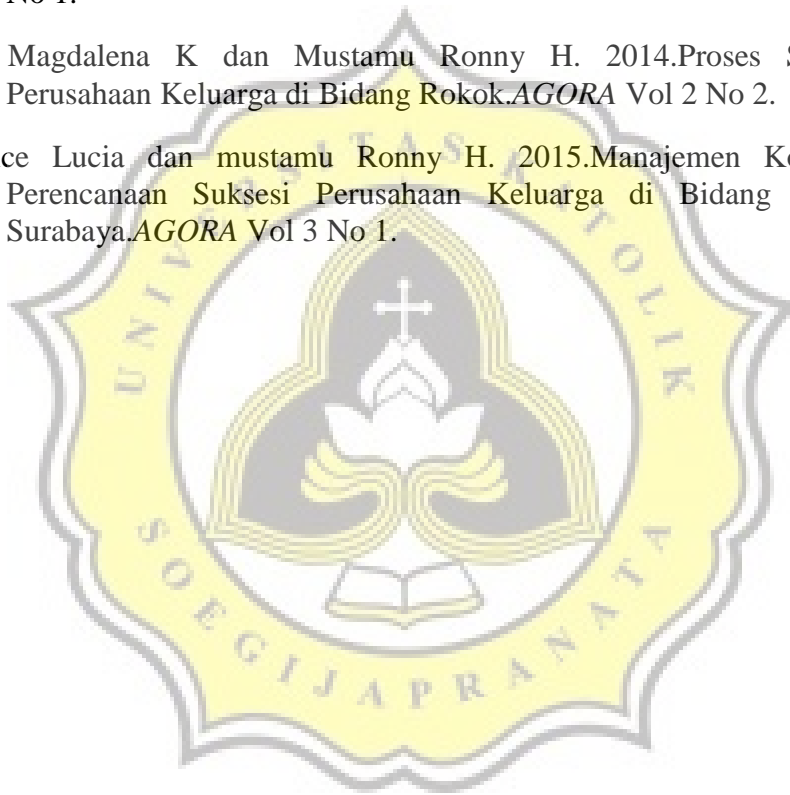 No 1.
Magdalena K dan Mustamu Ronny H. 2014.Proses S
Perusahaan Keluarga di Bidang Rokok.AGORA Vol 2 No 2.
ce Lucia dan mustamu Ronny H. 2015.Manajemen Ko
Perencanaan Suksesi Perusahaan Keluarga di Bidang
Surabaya.AGORA Vol 3 No 1.
UNIVERSITAS KATOLIK
SOEGIJAPRANATA